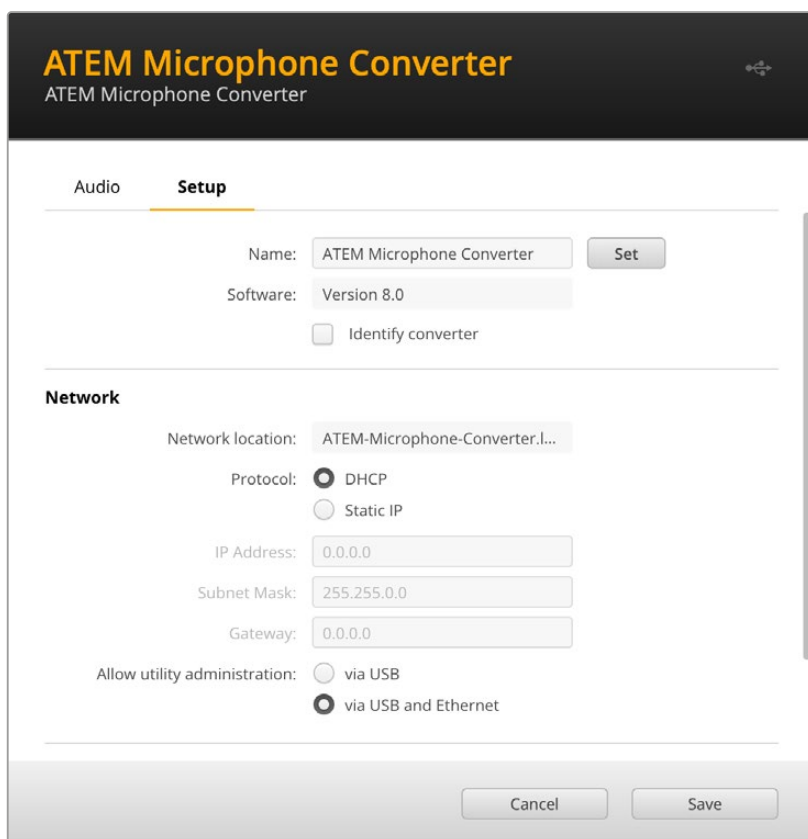 ATEM Microphone Converter
ATEM Microphone Converter
Audio Setup
Name: ATEM Microphone Converter Set
Software: Version 8.0
Identify converter
Network
Network location: ATEM-Microphone-Converter.l...
Protocol: DHCP
Static IP
IP Address: 0.0.0.0
Subnet Mask: 255.255.0.0
Gateway: 0.0.0.0
Allow utility administration: via USB
via USB and Ethernet
Cancel Save